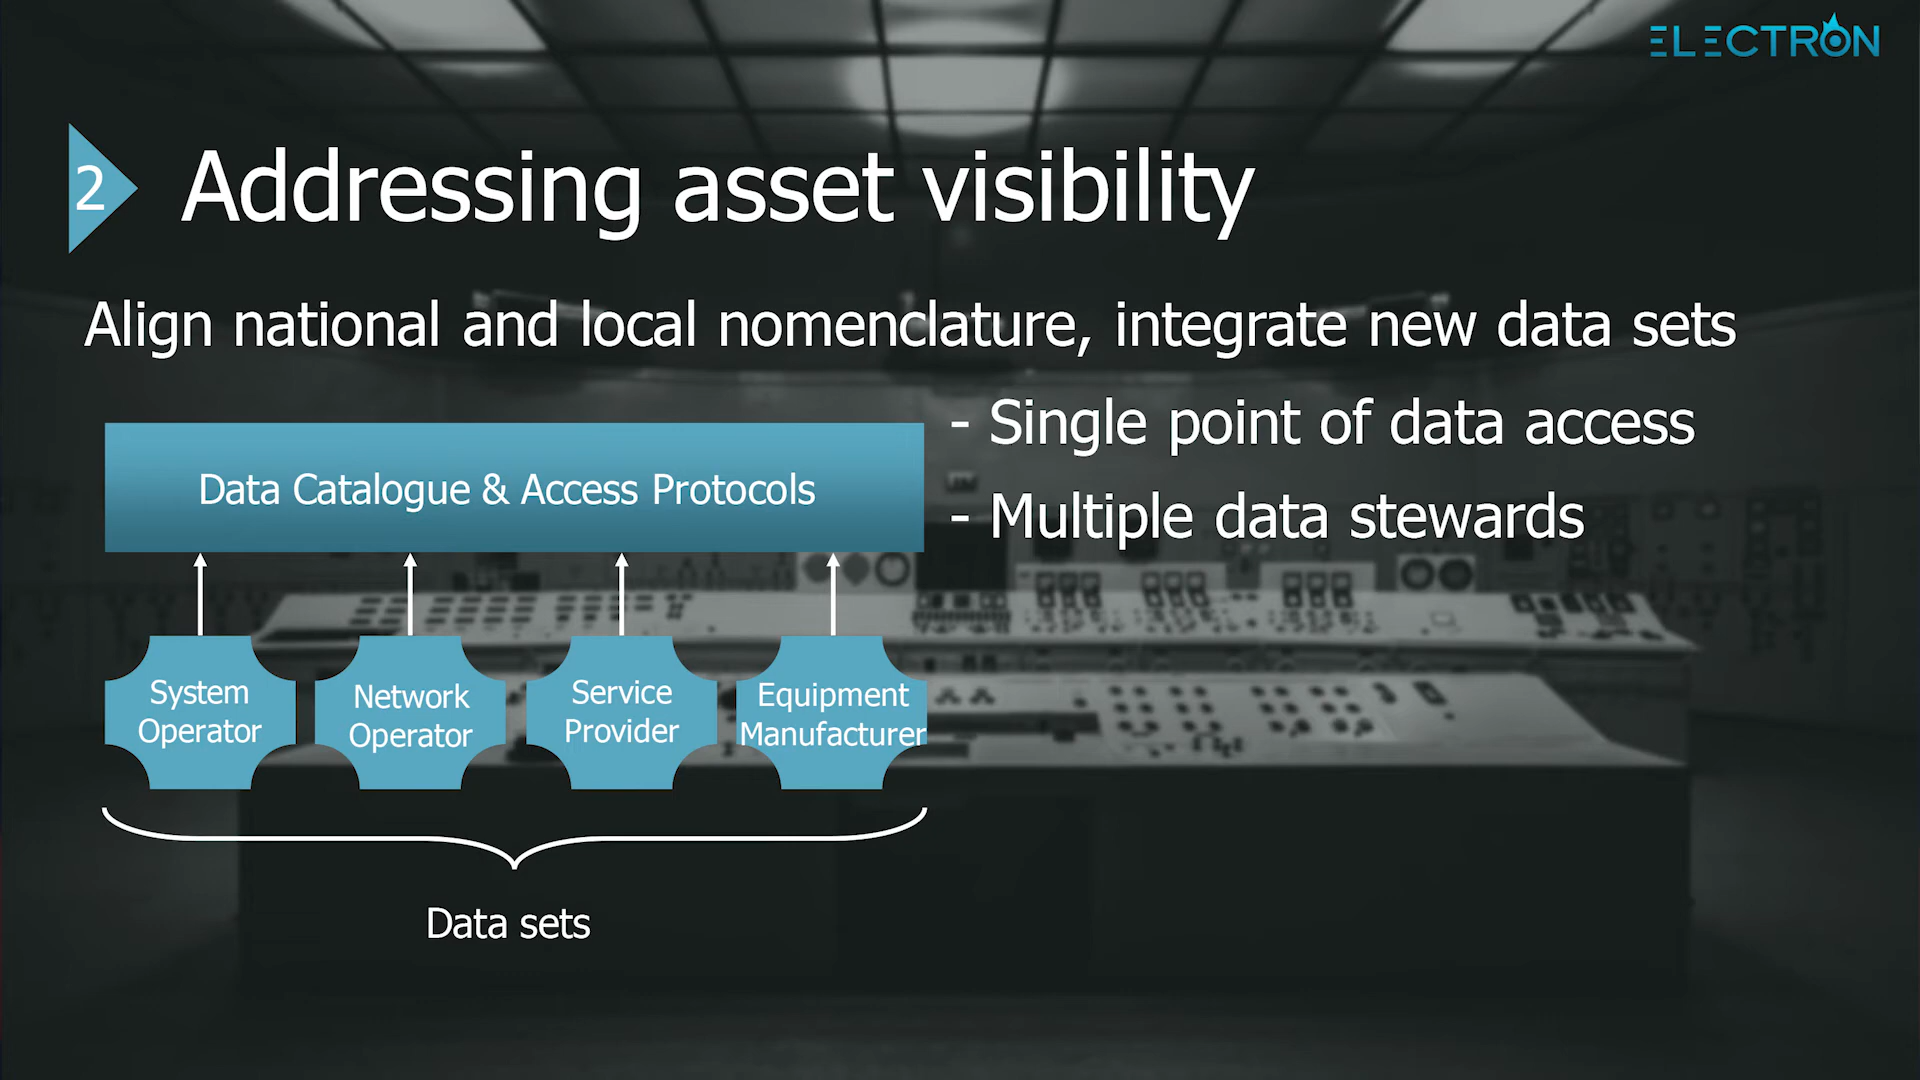 ELECTRON
2
Addressing asset visibility
Align national and local nomenclature, integrate new data sets
- Single point of data access
- Multiple data stewards
Data Catalogue & Access Protocols
System
Operator
Network
Operator
Service
Provider
Equipment
Manufacturer
Data sets